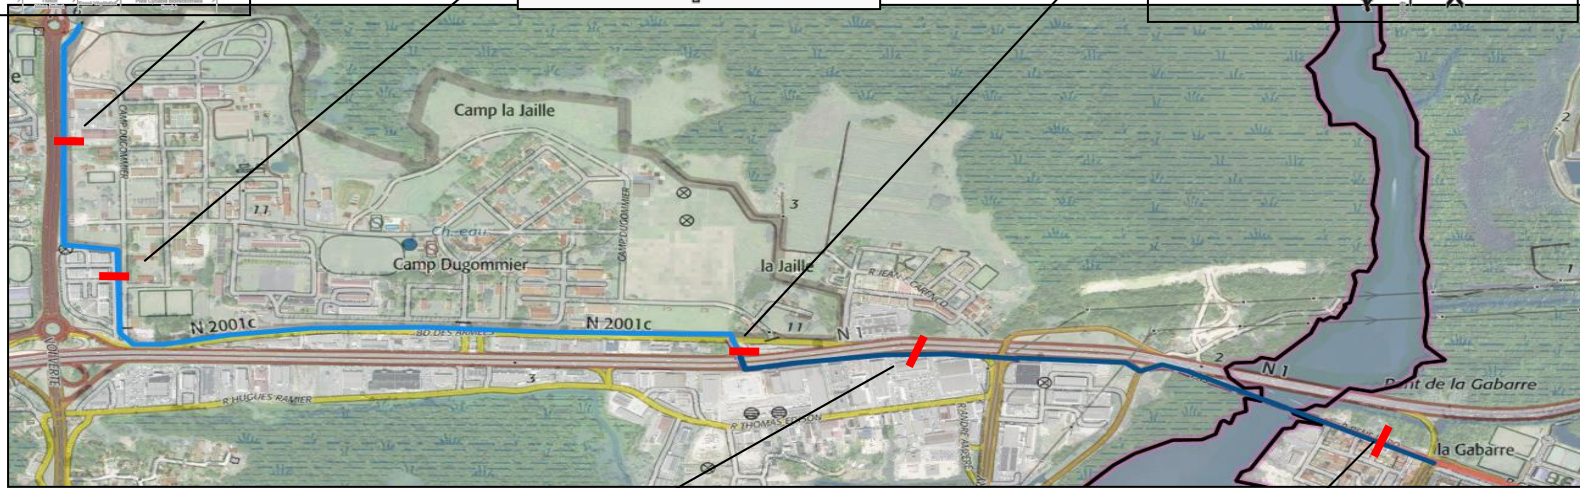 e
Camp la Jaille
CAMP DUGOMMIER
CAMP DUGOMMIER
2
3
11
Ch. eau
Camp Dugommier
la Jaille
R JEAN
CARENCO
1
N 2001c
BD DES ARMEES
N 2001c
11
N 1
2
N 1
Pont de la Gabarre
3
R HUGUES RAMIER
R THOMAS EDISON
la Gabarre